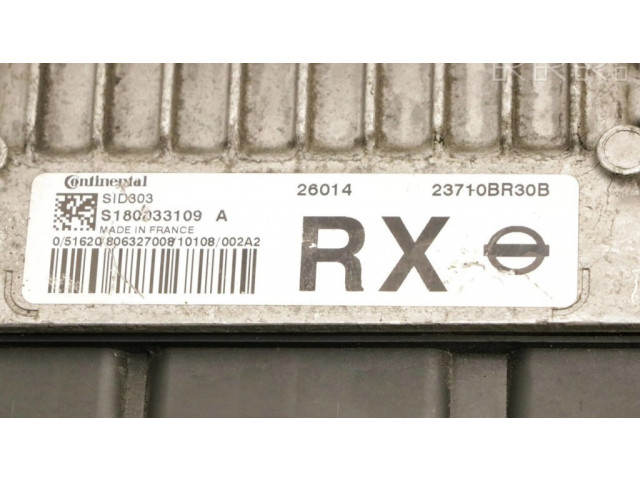 Continental
SID303
S180033109 A
MADE IN FRANCE
0/51620 806327008 10108/002A2
26014
23710BR30B
RX